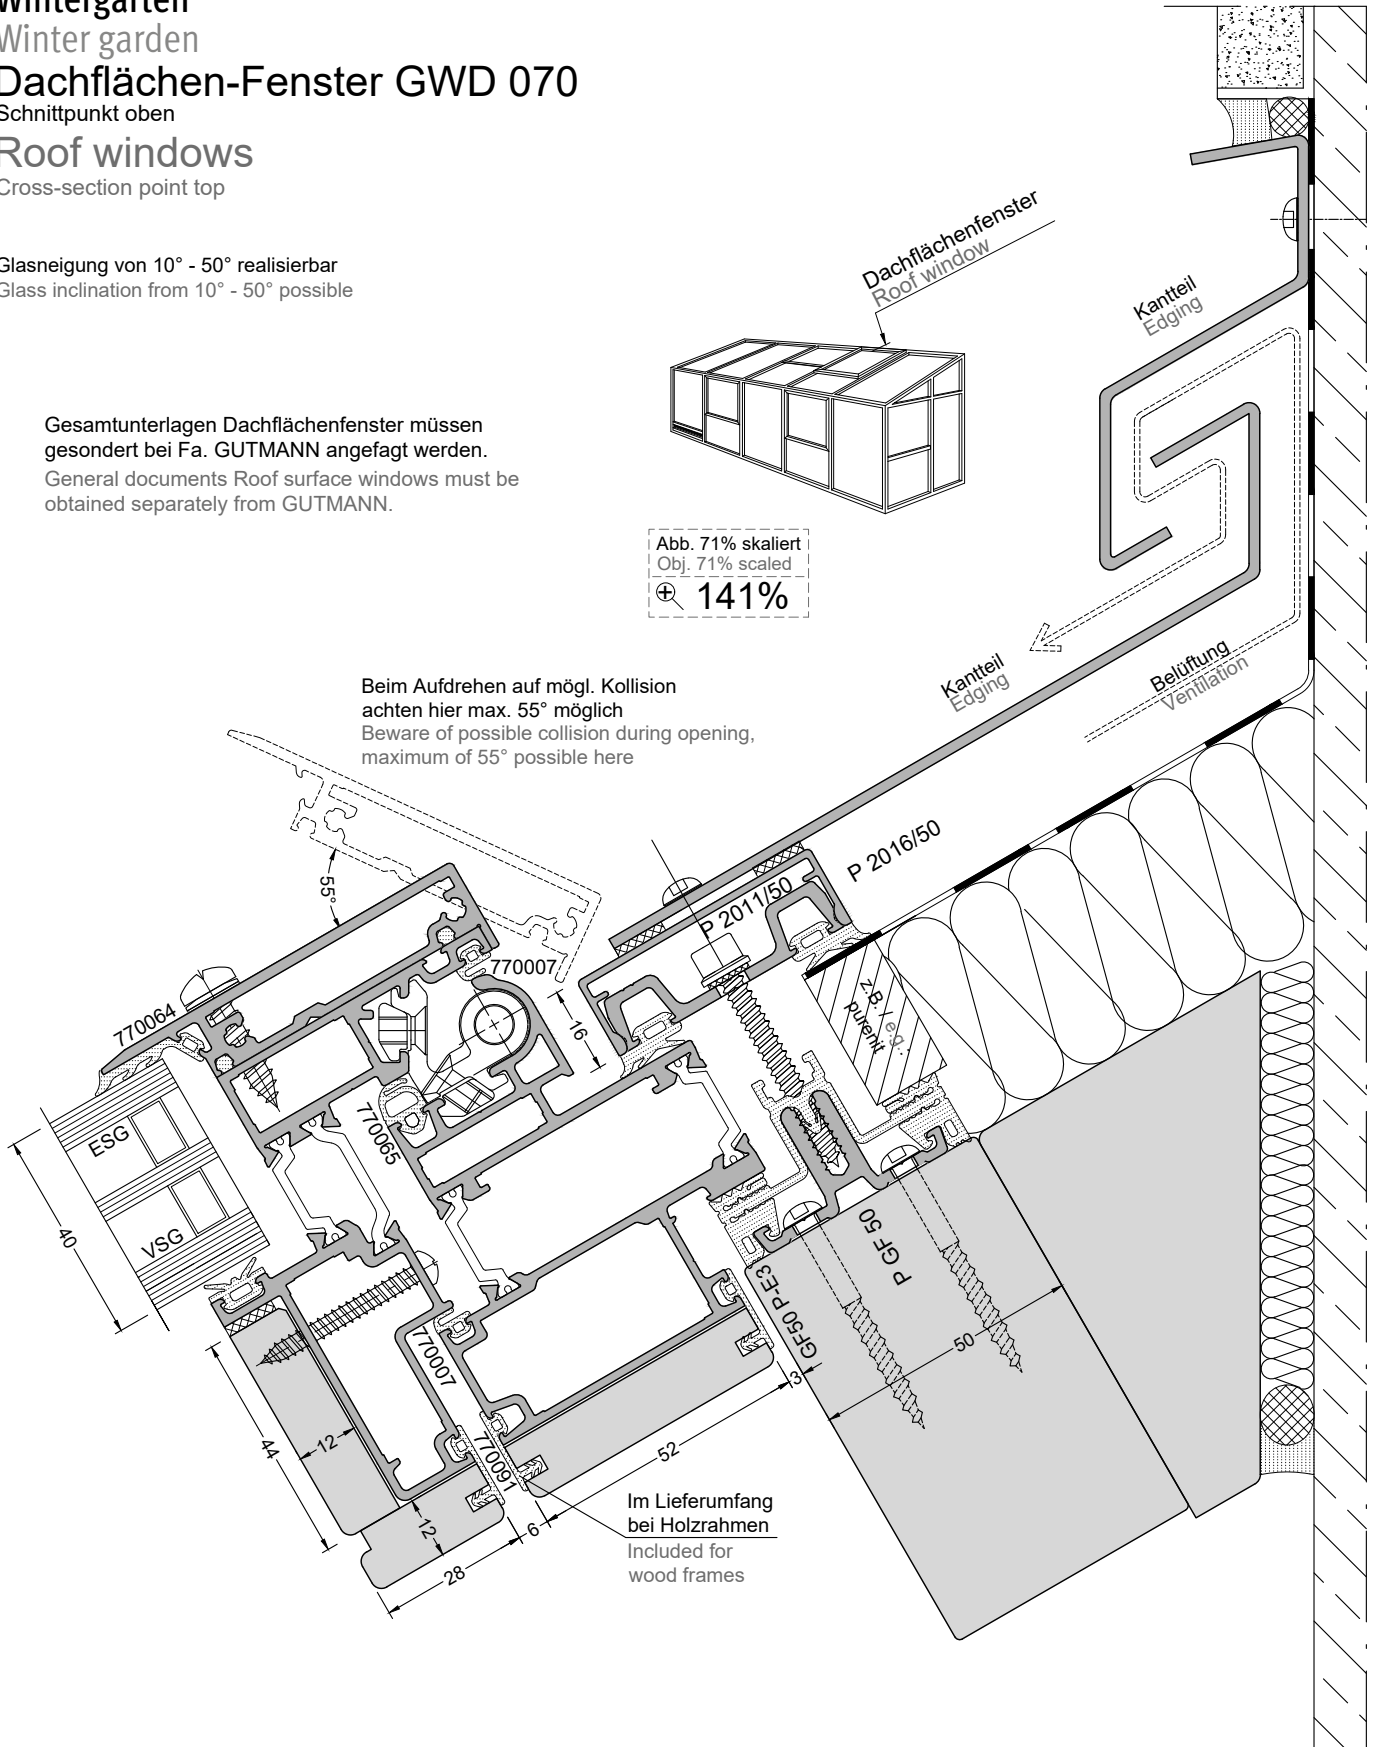 Wintergarten
Winter garden
Dachflächen-Fenster GWD 070
Schnittpunkt oben
Roof windows
Cross-section point top
Glasneigung von 10° - 50° realisierbar
Glass inclination from 10° - 50° possible
Gesamtunterlagen Dachflächenfenster müssen
gesondert bei Fa. GUTMANN angefagt werden.
General documents Roof surface windows must be
obtained separately from GUTMANN.
Dachflächenfenster
Roof window
Kantteil
Edging
Abb. 71% skaliert
Obj. 71% scaled
141%
Kantteil
Edging
Belüftung
Ventilation
Beim Aufdrehen auf mögl. Kollision
achten hier max. 55° möglich
Beware of possible collision during opening,
maximum of 55° possible here
55°
P 2016/50
P 2011/50
770007
770064
16
z.B. / e.g.:
purenit
770065
ESG
VSG
40
P GF 50
GF50 P-E3
50
770007
3
44
12
770091
52
12
6
28
Im Lieferumfang
bei Holzrahmen
Included for
wood frames